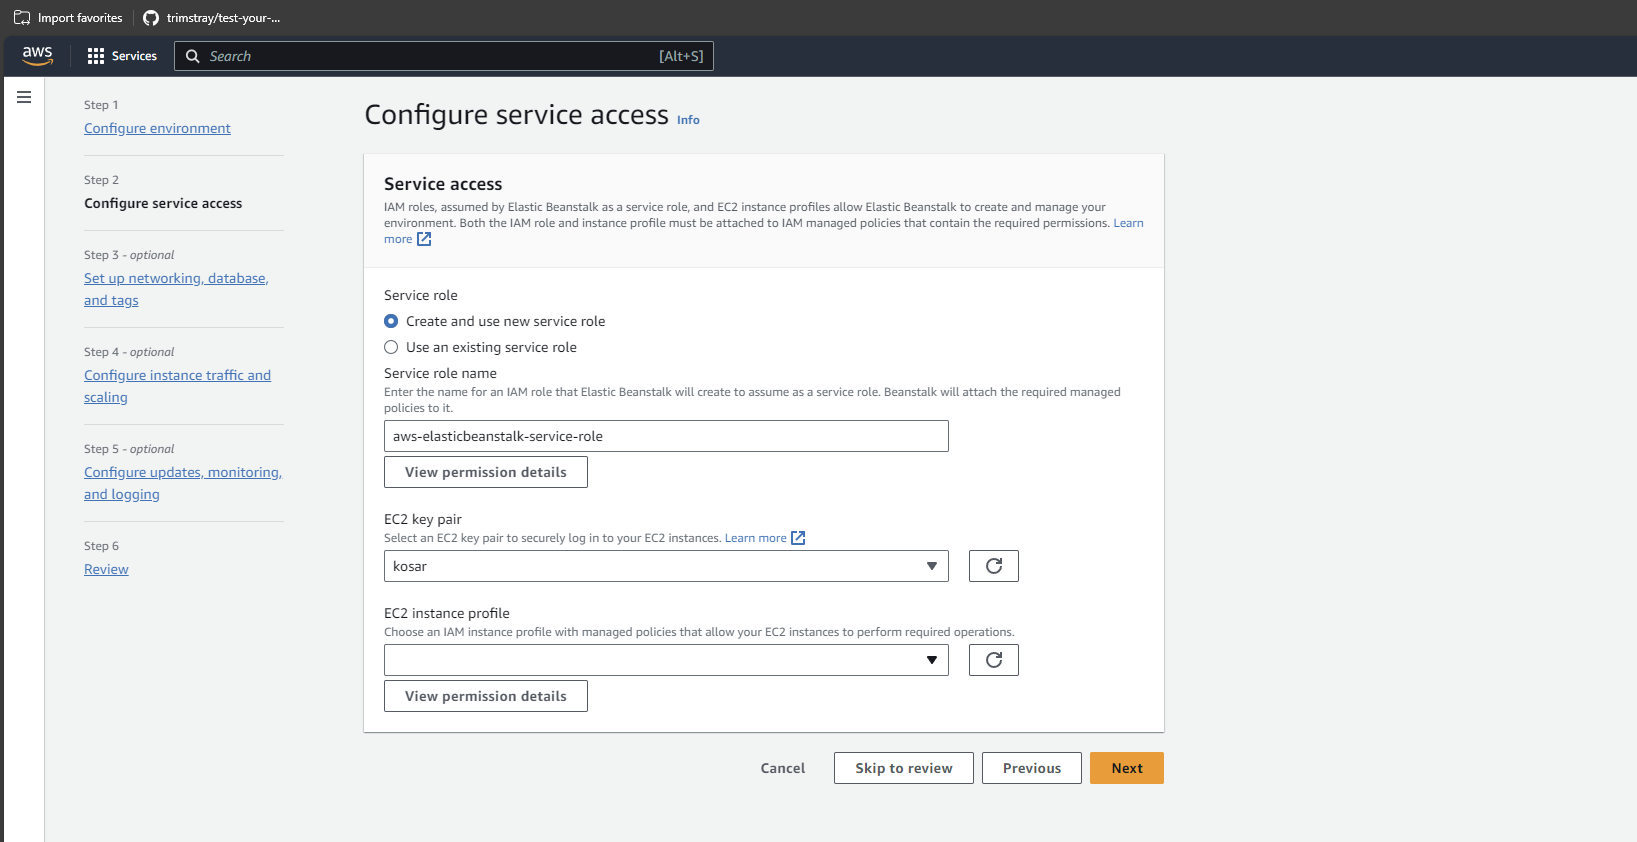 Import favorites
trimstray/test-your-...
aws
Services
Search
[Alt+S]
Step 1
Configure environment
Step 2
Configure service access
Step 3 - optional
Set up networking, database,
and tags
Step 4 - optional
Configure instance traffic and
scaling
Step 5 - optional
Configure updates, monitoring,
and logging
Step 6
Review
Configure service access Info
Service access
IAM roles, assumed by Elastic Beanstalk as a service role, and EC2 instance profiles allow Elastic Beanstalk to create and manage your
environment. Both the IAM role and instance profile must be attached to IAM managed policies that contain the required permissions. Learn
more
Service role
Create and use new service role
Use an existing service role
Service role name
Enter the name for an IAM role that Elastic Beanstalk will create to assume as a service role. Beanstalk will attach the required managed
policies to it.
aws-elasticbeanstalk-service-role
View permission details
EC2 key pair
Select an EC2 key pair to securely log in to your EC2 instances. Learn more
kosar
EC2 instance profile
Choose an IAM instance profile with managed policies that allow your EC2 instances to perform required operations.
View permission details
Cancel
Skip to review
Previous
Next